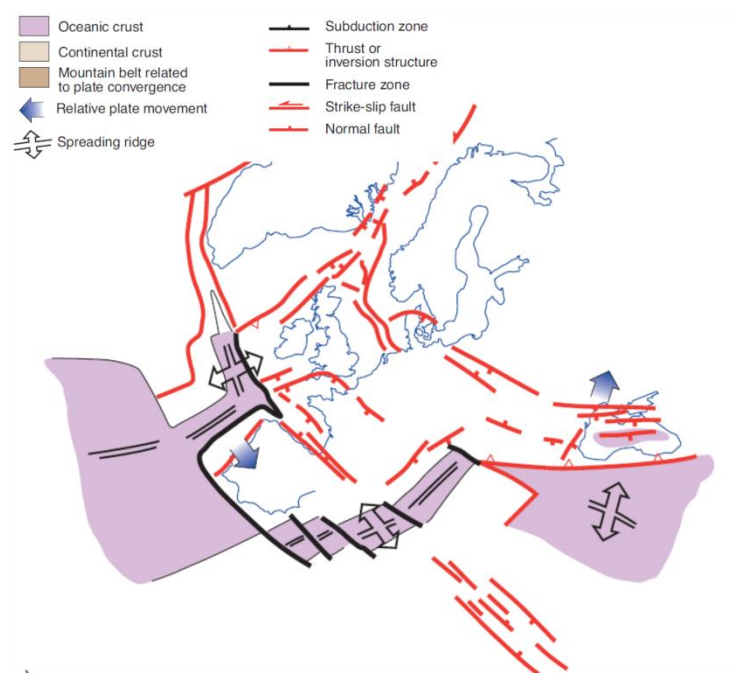 Oceanic crust
Continental crust
Mountain belt related
to plate convergence
Relative plate movement
Spreading ridge
Subduction zone
Thrust or
inversion structure
Fracture zone
Strike-slip fault
Normal fault